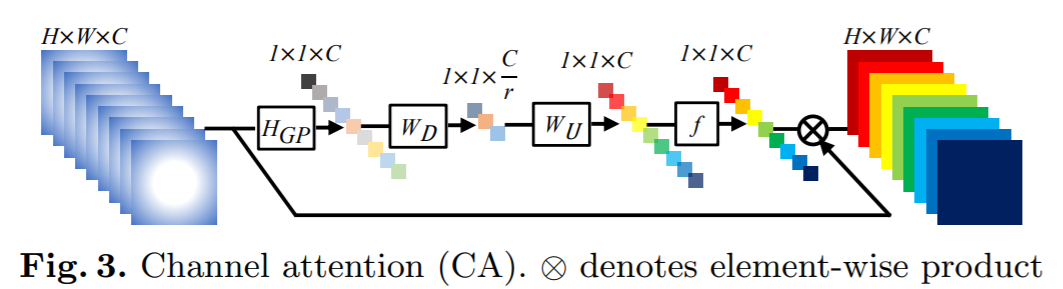 H×W×C
1×1×C
1×1×C/r
1×1×C
1×1×C
H×W×C
H_GP
W_D
W_U
f
⊗
Fig. 3. Channel attention (CA). ⊗ denotes element-wise product